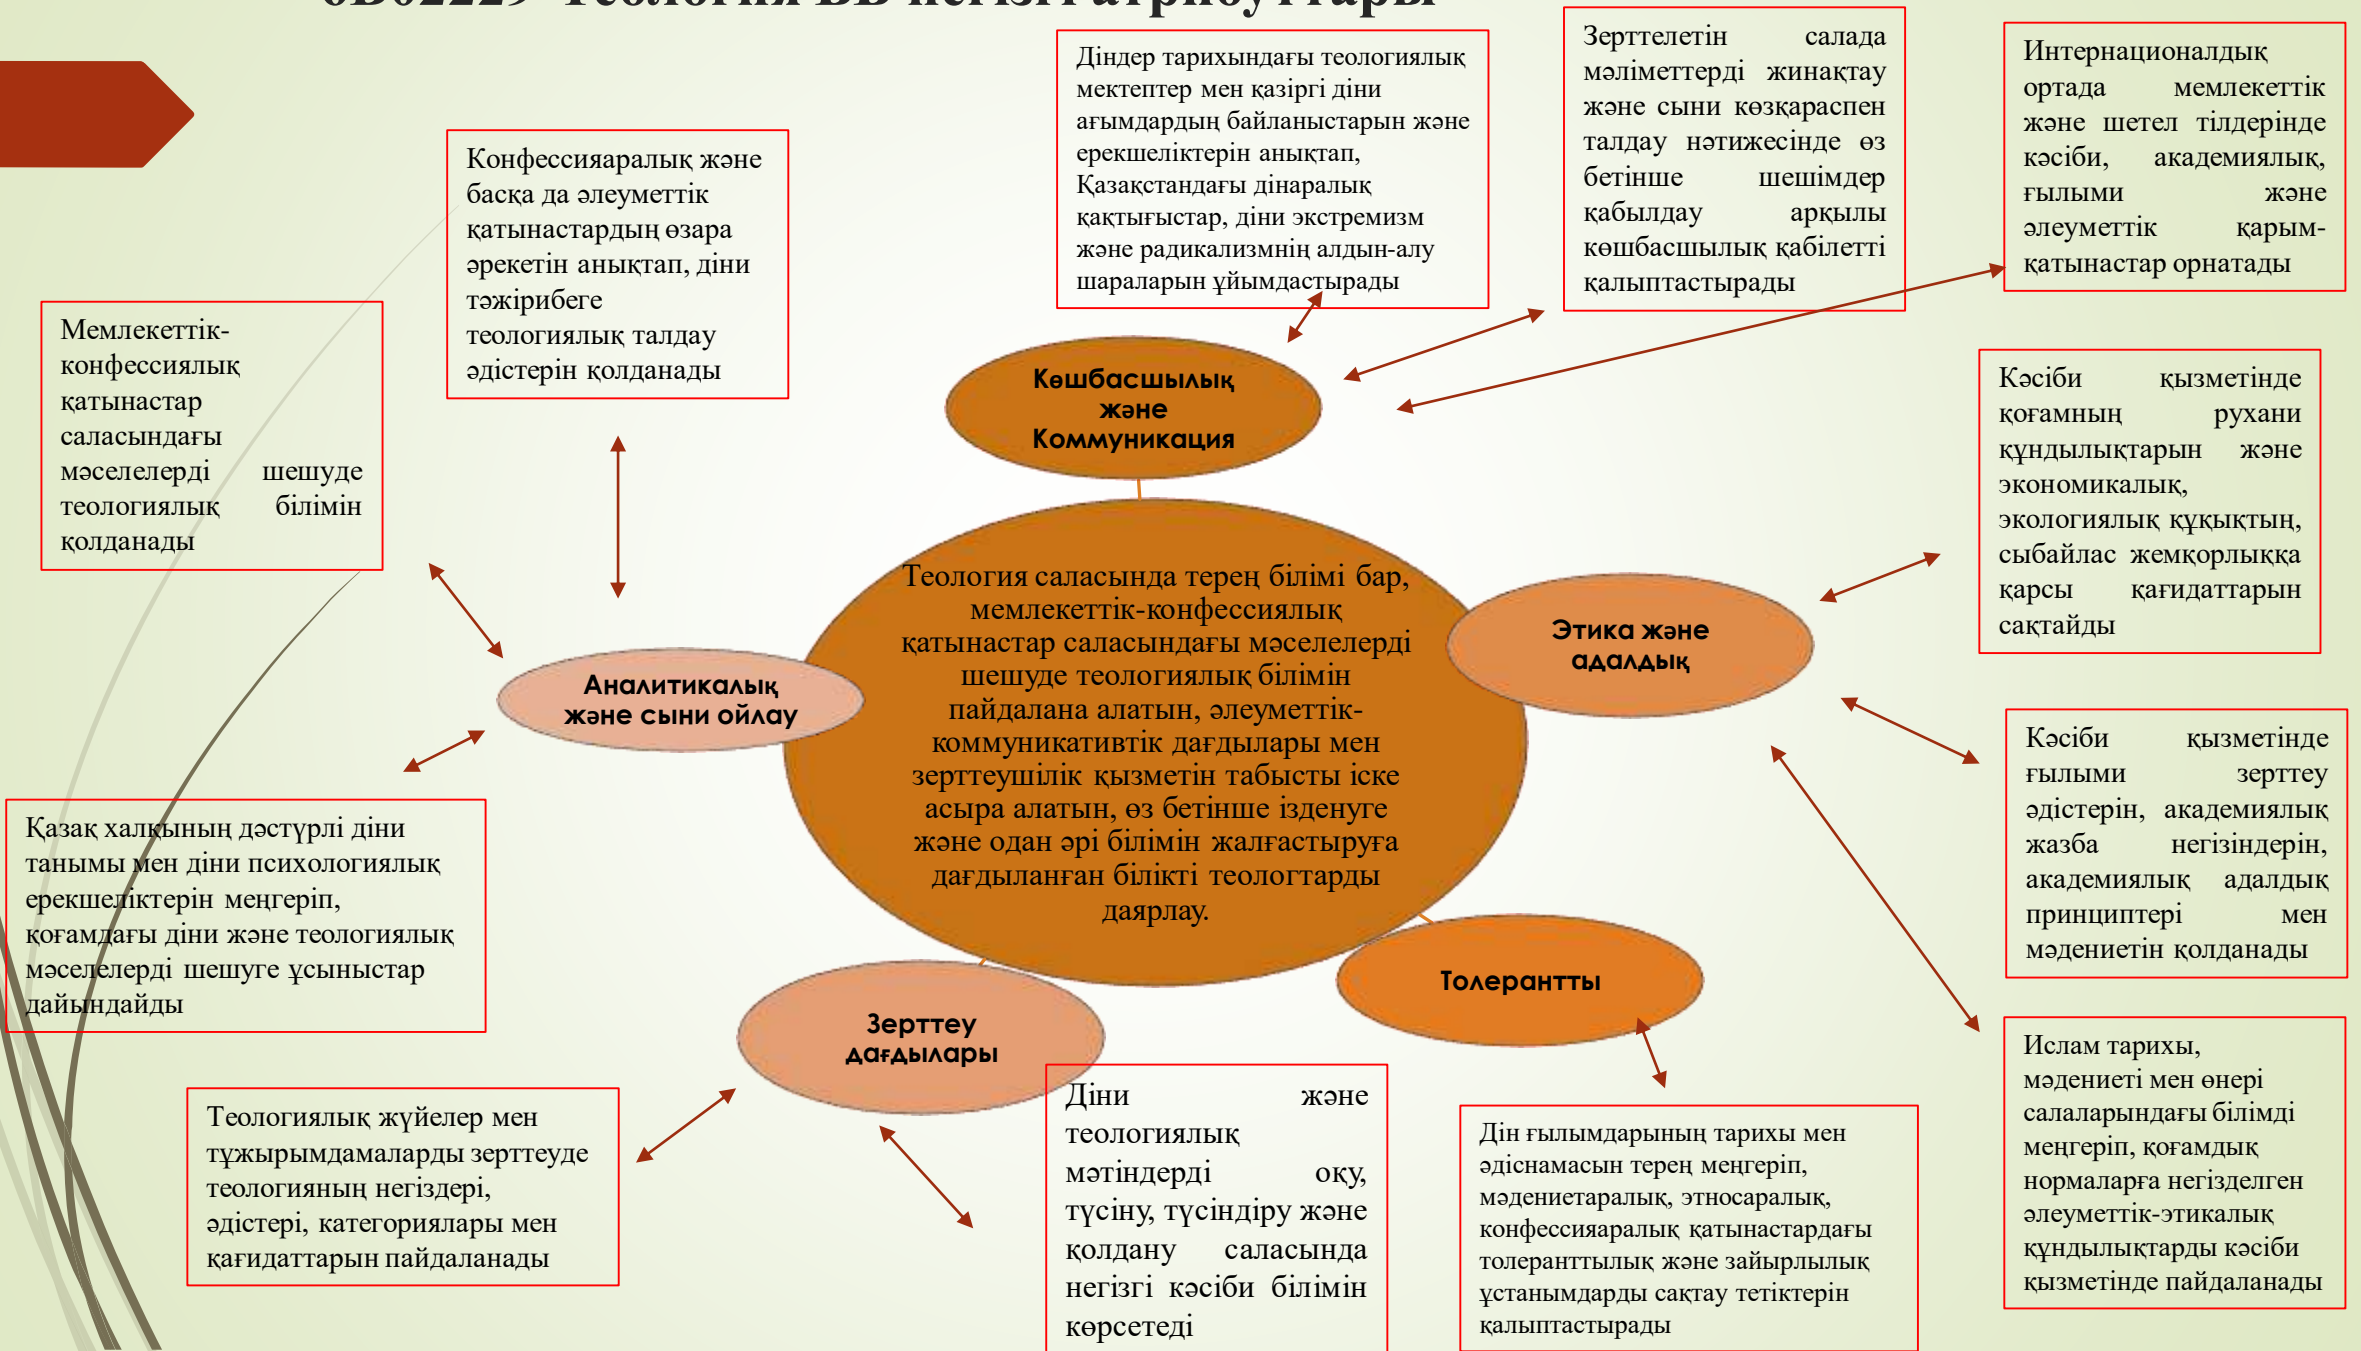 6В02229 Теология ББ негізгі атрибуттары
Діндер тарихындағы теологиялық
мектептер мен қазіргі діни
ағымдардың байланыстарын және
ерекшеліктерін анықтап,
Қазақстандағы дінаралық
қақтығыстар, діни экстремизм
және радикализмнің алдын-алу
шараларын ұйымдастырады
Зерттелетін салада
мәліметтерді жинақтау
және сыни көзқараспен
талдау нәтижесінде өз
бетінше шешімдер
қабылдау арқылы
көшбасшылық қабілетті
қалыптастырады
Интернационалдық
ортада мемлекеттік
және шетел тілдерінде
кәсіби, академиялық,
ғылыми және
әлеуметтік қарым-
қатынастар орнатады
Конфессияаралық және
басқа да әлеуметтік
қатынастардың өзара
әрекетін анықтап, діни
тәжірибеге
теологиялық талдау
әдістерін қолданады
Мемлекеттік-
конфессиялық
қатынастар
саласындағы
мәселелерді шешуде
теологиялық білімін
қолданады
Көшбасшылық
және
Коммуникация
Кәсіби қызметінде
қоғамның рухани
құндылықтарын және
экономикалық,
экологиялық құқықтың,
сыбайлас жемқорлыққа
қарсы қағидаттарын
сақтайды
Теология саласында терең білімі бар,
мемлекеттік-конфессиялық
қатынастар саласындағы мәселелерді
шешуде теологиялық білімін
пайдалана алатын, әлеуметтік-
коммуникативтік дағдылары мен
зерттеушілік қызметін табысты іске
асыра алатын, өз бетінше ізденуге
және одан әрі білімін жалғастыруға
дағдыланған білікті теологтарды
даярлау.
Этика және
адалдық
Аналитикалық
және сыни ойлау
Кәсіби қызметінде
ғылыми зерттеу
әдістерін, академиялық
жазба негізіндерін,
академиялық адалдық
принциптері мен
мәдениетін қолданады
Қазақ халқының дәстүрлі діни
танымы мен діни психологиялық
ерекшеліктерін меңгеріп,
қоғамдағы діни және теологиялық
мәселелерді шешуге ұсыныстар
дайындайды
Толерантты
Зерттеу
дағдылары
Ислам тарихы,
мәдениеті мен өнері
салаларындағы білімді
меңгеріп, қоғамдық
нормаларға негізделген
әлеуметтік-этикалық
құндылықтарды кәсіби
қызметінде пайдаланады
Теологиялық жүйелер мен
тұжырымдамаларды зерттеуде
теологияның негіздері,
әдістері, категориялары мен
қағидаттарын пайдаланады
Діни және
теологиялық
мәтіндерді оқу,
түсіну, түсіндіру және
қолдану саласында
негізгі кәсіби білімін
көрсетеді
Дін ғылымдарының тарихы мен
әдіснамасын терең меңгеріп,
мәдениетаралық, этносаралық,
конфессияаралық қатынастардағы
толеранттылық және зайырлылық
ұстанымдарды сақтау тетіктерін
қалыптастырады